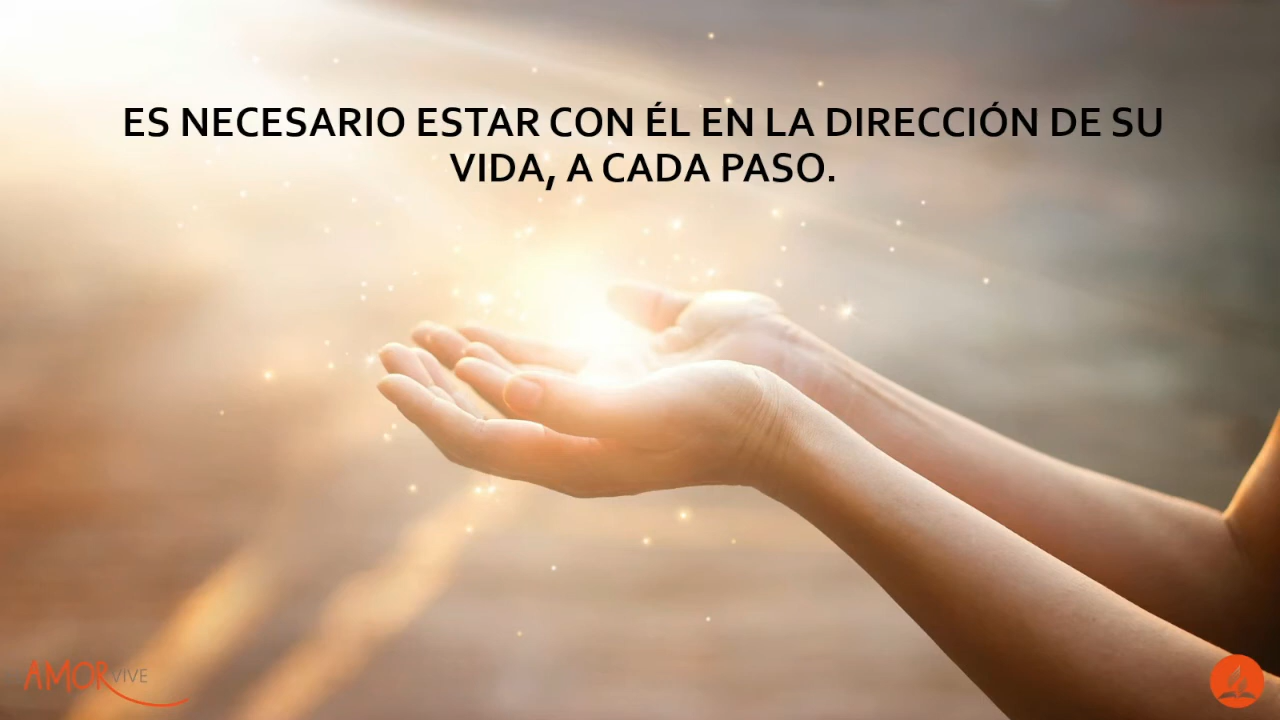 ES NECESARIO ESTAR CON ÉL EN LA DIRECCIÓN DE SU
VIDA, A CADA PASO.
AMOR VIVE